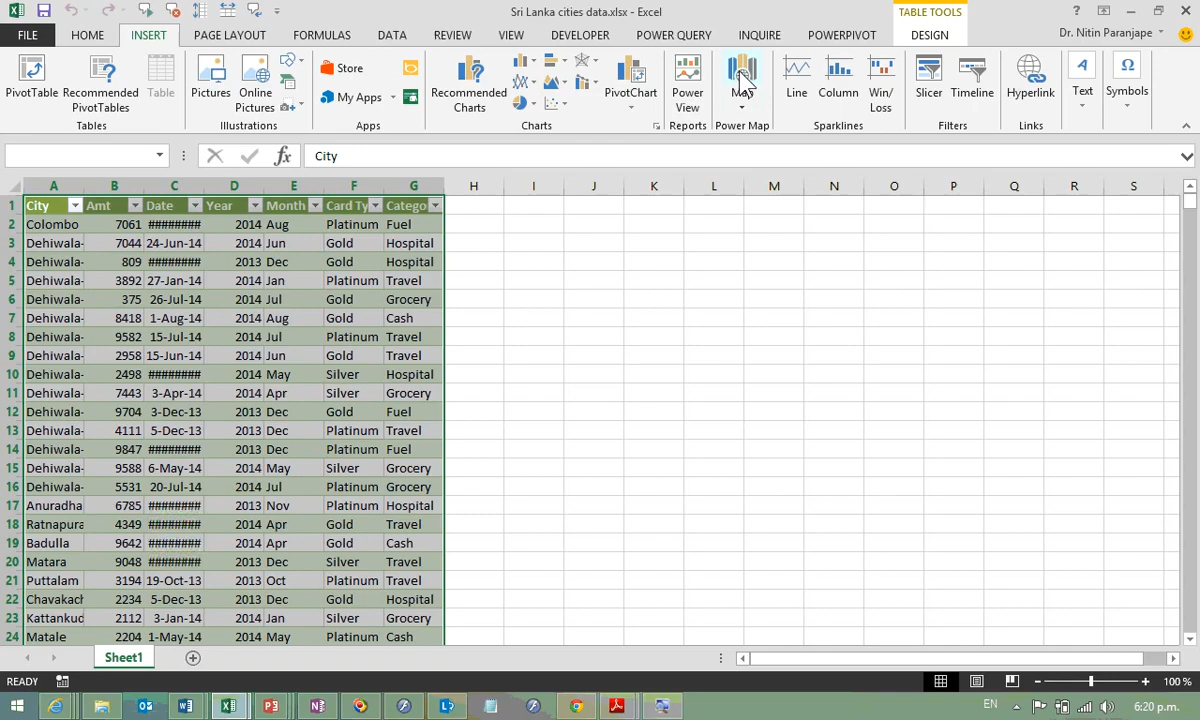 Sri Lanka cities data.xlsx - Excel
TABLE TOOLS
?
FILE HOME INSERT PAGE LAYOUT FORMULAS DATA REVIEW VIEW DEVELOPER POWER QUERY INQUIRE POWERPIVOT DESIGN Dr. Nitin Paranjape
PivotTable Recommended PivotTables Table Pictures Online Pictures Store My Apps Recommended Charts PivotChart Power View Map Line Column Win/ Loss Slicer Timeline Hyperlink Text Symbols
Tables Illustrations Apps Charts Reports Power Map Sparklines Filters Links
fx City
A B C D E F G H I J K L M N O P Q R S
1 City Amt Date Year Month Card Ty Catego
2 Colombo 7061 ######## 2014 Aug Platinum Fuel
3 Dehiwala- 7044 24-Jun-14 2014 Jun Gold Hospital
4 Dehiwala- 809 ######## 2013 Dec Gold Hospital
5 Dehiwala- 3892 27-Jan-14 2014 Jan Platinum Travel
6 Dehiwala- 375 26-Jul-14 2014 Jul Gold Grocery
7 Dehiwala- 8418 1-Aug-14 2014 Aug Gold Cash
8 Dehiwala- 9582 15-Jul-14 2014 Jul Platinum Travel
9 Dehiwala- 2958 15-Jun-14 2014 Jun Gold Travel
10 Dehiwala- 2498 ######## 2014 May Silver Hospital
11 Dehiwala- 7443 3-Apr-14 2014 Apr Silver Grocery
12 Dehiwala- 9704 3-Dec-13 2013 Dec Gold Fuel
13 Dehiwala- 4111 5-Dec-13 2013 Dec Platinum Travel
14 Dehiwala- 9847 ######## 2013 Dec Platinum Fuel
15 Dehiwala- 9588 6-May-14 2014 May Silver Grocery
16 Dehiwala- 5531 20-Jul-14 2014 Jul Platinum Grocery
17 Anuradha 6785 ######## 2013 Nov Platinum Hospital
18 Ratnapura 4349 ######## 2014 Apr Gold Travel
19 Badulla 9642 ######## 2014 Apr Gold Cash
20 Matara 9048 ######## 2013 Dec Silver Travel
21 Puttalam 3194 19-Oct-13 2013 Oct Platinum Travel
22 Chavakach 2234 5-Dec-13 2013 Dec Gold Hospital
23 Kattankud 2112 3-Jan-14 2014 Jan Silver Grocery
24 Matale 2204 1-May-14 2014 May Platinum Cash
Sheet1
READY 100 %
EN 6:20 p.m.